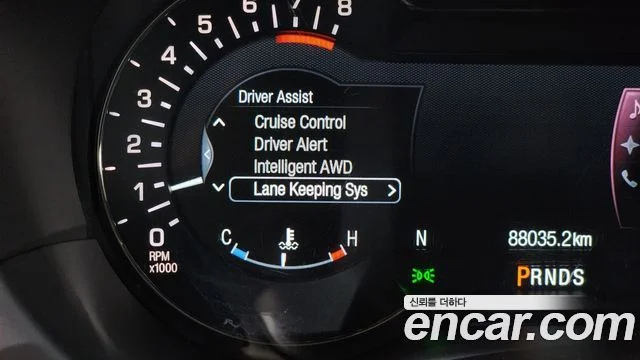 8
7
6
5
4
3
2
1
0
RPM
x1000
Driver Assist
Cruise Control
Driver Alert
Intelligent AWD
Lane Keeping Sys
C H
N 88035.2km
PRNDS
신뢰를 더하다
encar.com